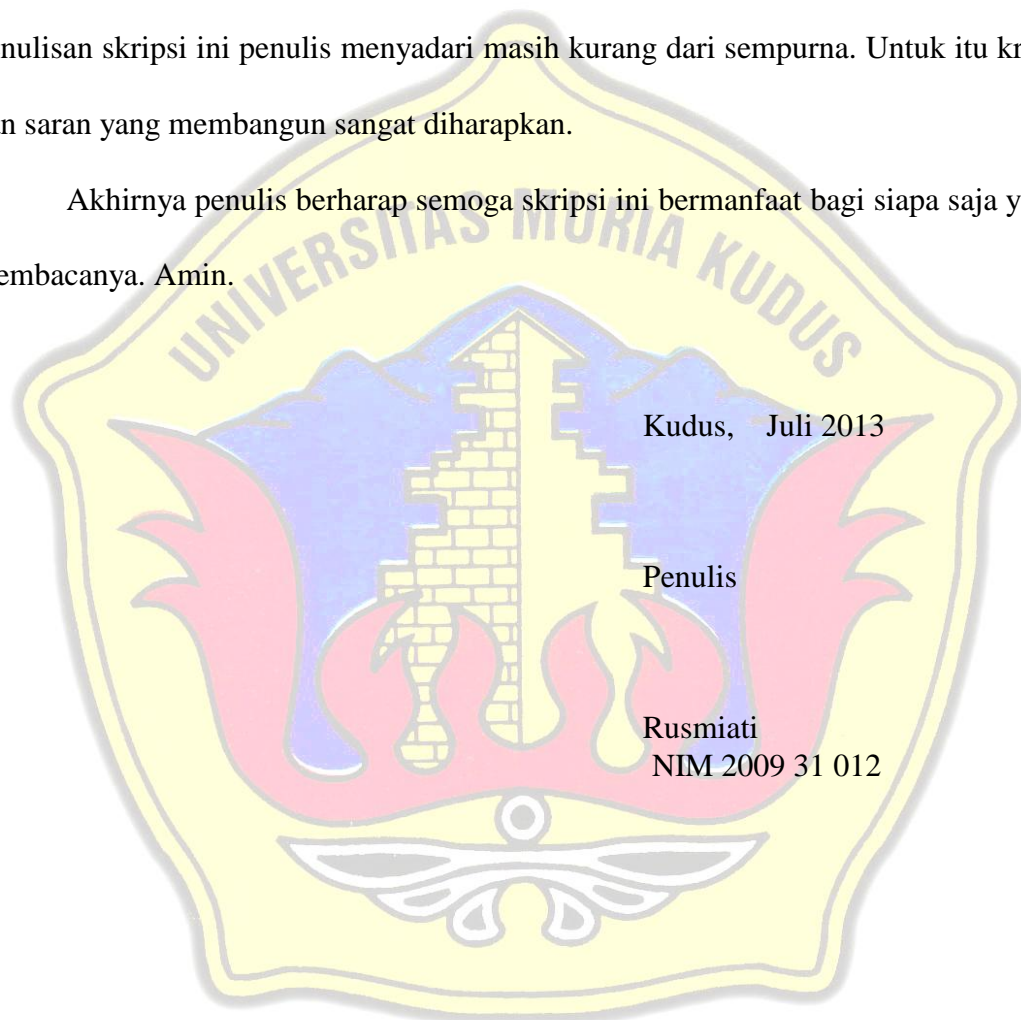 nulisan skripsi ini penulis menyadari masih kurang dari sempurna. Untuk itu kr
n saran yang membangun sangat diharapkan.
Akhirnya penulis berharap semoga skripsi ini bermanfaat bagi siapa saja y
embacanya. Amin.
UNIVERSITAS MURIA KUDUS
Kudus, Juli 2013
Penulis
Rusmiati
NIM 2009 31 012